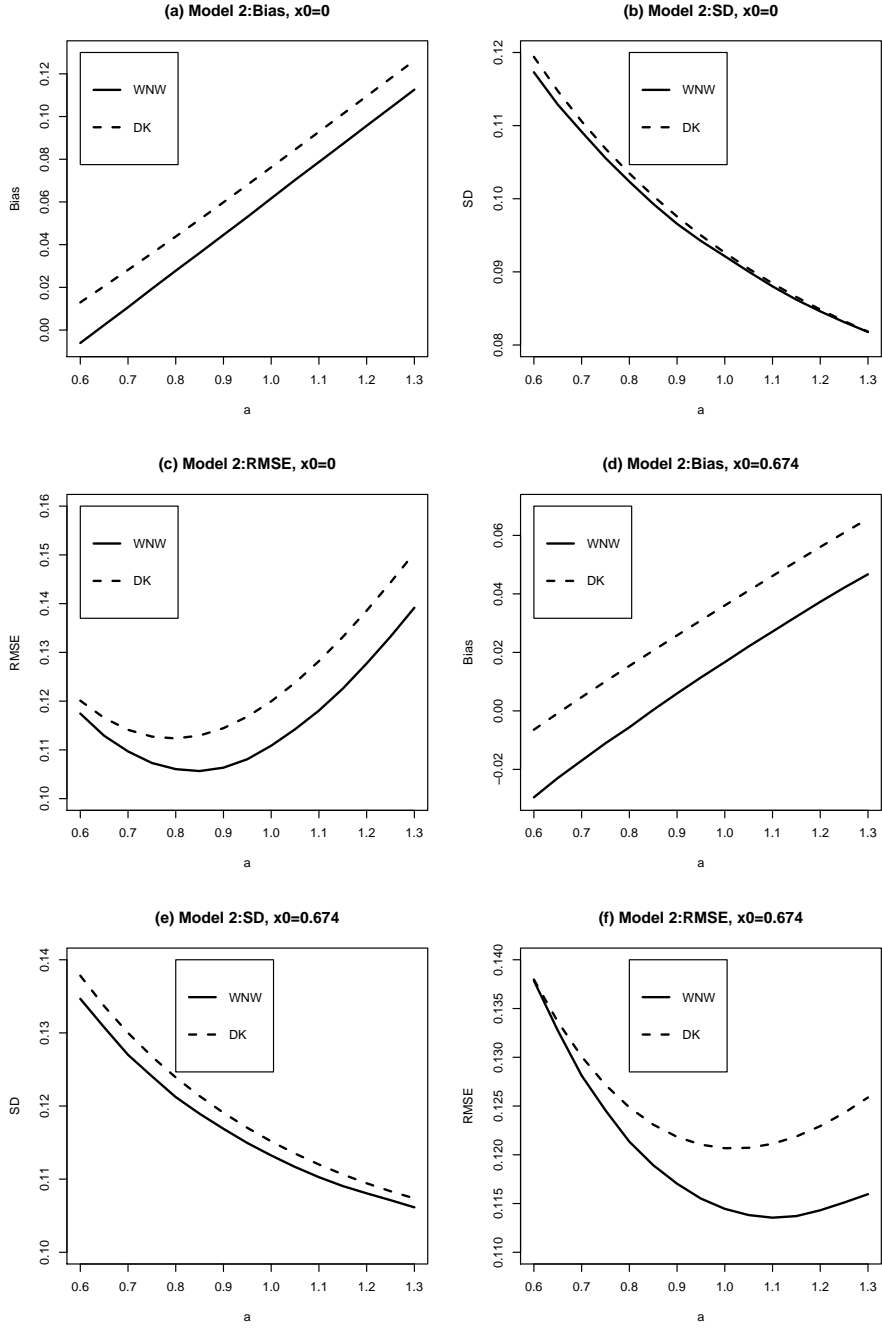 (a) Model 2:Bias, x0=0
Bias
0.12
0.10
0.08
0.06
0.04
0.02
0.00
WNW
DK
0.6 0.7 0.8 0.9 1.0 1.1 1.2 1.3
a
(b) Model 2:SD, x0=0
SD
0.12
0.11
0.10
0.09
0.08
WNW
DK
0.6 0.7 0.8 0.9 1.0 1.1 1.2 1.3
a
(c) Model 2:RMSE, x0=0
RMSE
0.16
0.15
0.14
0.13
0.12
0.11
0.10
WNW
DK
0.6 0.7 0.8 0.9 1.0 1.1 1.2 1.3
a
(d) Model 2:Bias, x0=0.674
Bias
0.06
0.04
0.02
0.00
−0.02
WNW
DK
0.6 0.7 0.8 0.9 1.0 1.1 1.2 1.3
a
(e) Model 2:SD, x0=0.674
SD
0.14
0.13
0.12
0.11
0.10
WNW
DK
0.6 0.7 0.8 0.9 1.0 1.1 1.2 1.3
a
(f) Model 2:RMSE, x0=0.674
RMSE
0.140
0.135
0.130
0.125
0.120
0.115
0.110
WNW
DK
0.6 0.7 0.8 0.9 1.0 1.1 1.2 1.3
a